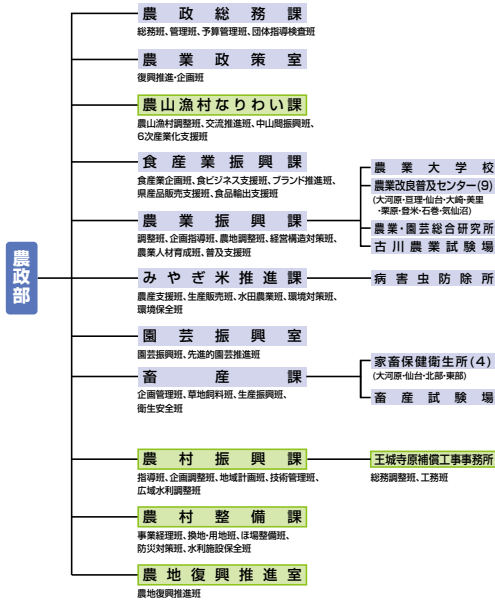 農政部
農政総務課
総務班、管理班、予算管理班、団体指導検査班
農業政策室
復興推進・企画班
農山漁村なりわい課
農山漁村調整班、交流推進班、中山間振興班、
6次産業化支援班
食産業振興課
食産業企画班、食ビジネス支援班、ブランド推進班、
県産品販売支援班、食品輸出支援班
農業振興課
調整班、企画指導班、農地調整班、経営構造対策班、
農業人材育成班、普及支援班
農業大学校
農業改良普及センター(9)
(大河原・亘理・仙台・大崎・美里
・栗原・登米・石巻・気仙沼)
農業・園芸総合研究所
古川農業試験場
みやぎ米推進課
農産支援班、生産販売班、水田農業班、環境対策班、
環境保全班
病害虫防除所
園芸振興室
園芸振興班、先進的園芸推進班
畜産課
企画管理班、草地飼料班、生産振興班、
衛生安全班
家畜保健衛生所(4)
(大河原・仙台・北部・東部)
畜産試験場
農村振興課
指導班、企画調整班、地域計画班、技術管理班、
広域水利調整班
王城寺原補償工事事務所
総務調整班、工務班
農村整備課
事業経理班、換地・用地班、ほ場整備班、
防災対策班、水利施設保全班
農地復興推進室
農地復興推進班